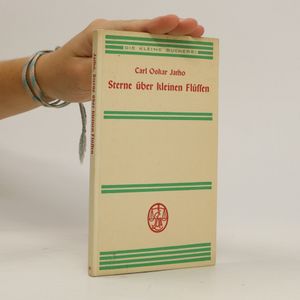 DIE KLEINE BÜCHEREI
Carl Oskar Jatho
Sterne über kleinen Flüssen